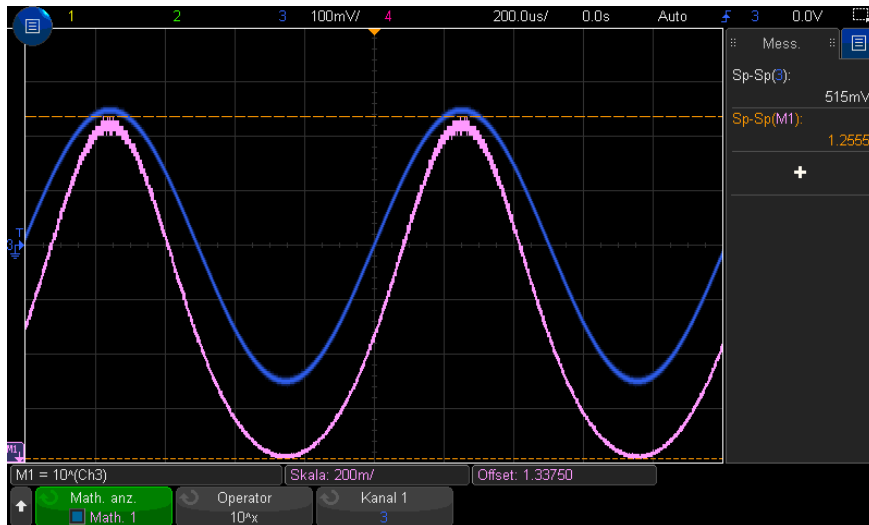 1 2 3 100mV/ 4 200.0us/ 0.0s Auto 3 0.0V
Mess.
Sp-Sp(3):
515mV
Sp-Sp(M1):
1.2555
+
T
3
M1
M1 = 10^(Ch3) Skala: 200m/ Offset: 1.33750
Math. anz. Operator Kanal 1
Math. 1 10^x 3